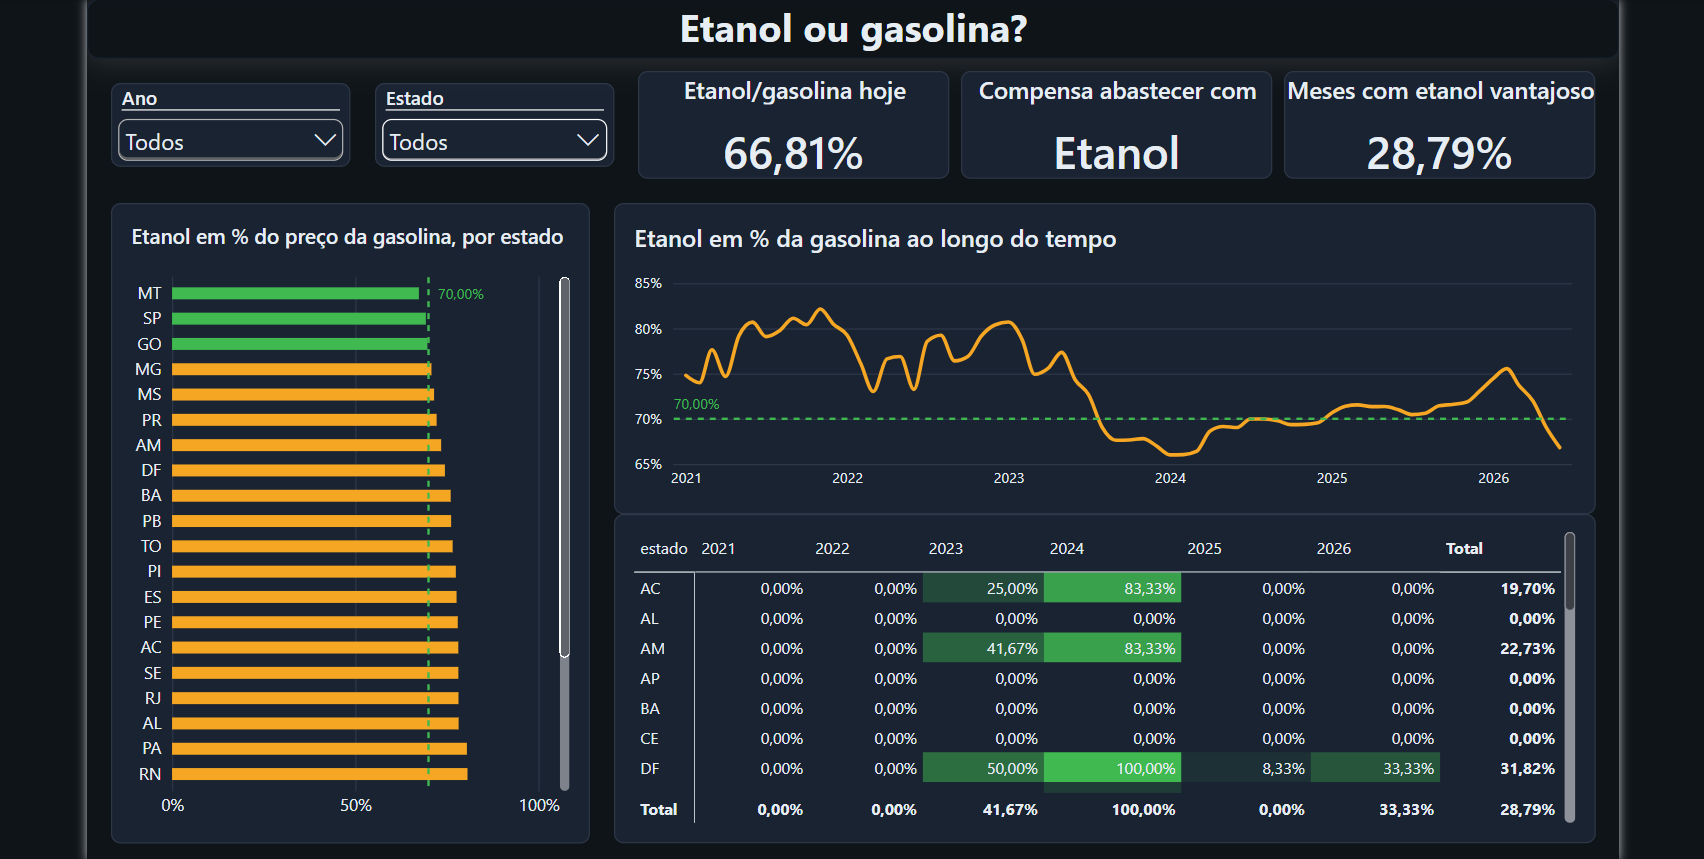 Etanol ou gasolina?
Ano
Todos
Estado
Todos
Etanol/gasolina hoje
66,81%
Compensa abastecer com
Etanol
Meses com etanol vantajoso
28,79%
Etanol em % do preço da gasolina, por estado
MT
70,00%
SP
GO
MG
MS
PR
AM
DF
BA
PB
TO
PI
ES
PE
AC
SE
RJ
AL
PA
RN
0% 50% 100%
Etanol em % da gasolina ao longo do tempo
85%
80%
75%
70,00%
70%
65%
2021 2022 2023 2024 2025 2026
estado 2021 2022 2023 2024 2025 2026 Total
AC 0,00% 0,00% 25,00% 83,33% 0,00% 0,00% 19,70%
AL 0,00% 0,00% 0,00% 0,00% 0,00% 0,00% 0,00%
AM 0,00% 0,00% 41,67% 83,33% 0,00% 0,00% 22,73%
AP 0,00% 0,00% 0,00% 0,00% 0,00% 0,00% 0,00%
BA 0,00% 0,00% 0,00% 0,00% 0,00% 0,00% 0,00%
CE 0,00% 0,00% 0,00% 0,00% 0,00% 0,00% 0,00%
DF 0,00% 0,00% 50,00% 100,00% 8,33% 33,33% 31,82%
Total 0,00% 0,00% 41,67% 100,00% 0,00% 33,33% 28,79%